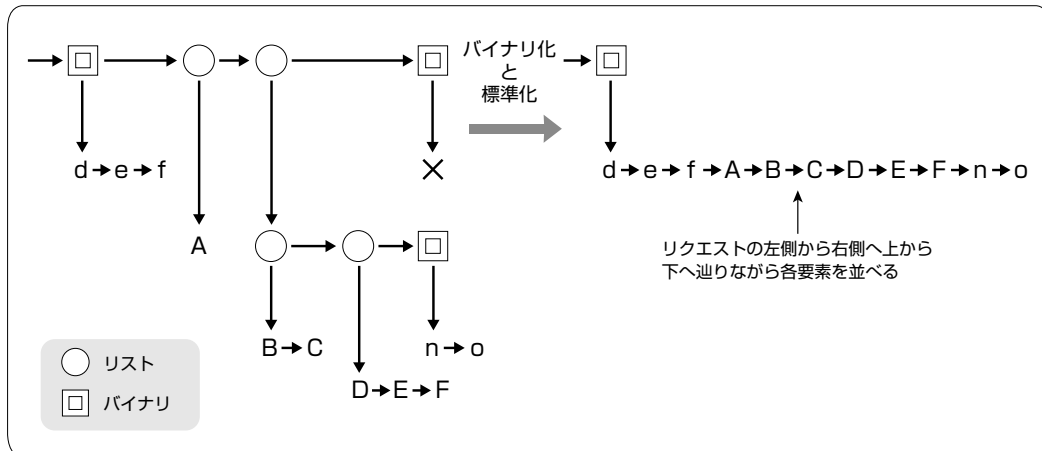 バイナリ化
と
標準化
d→e→f
×
d→e→f→A→B→C→D→E→F→n→o
A
リクエストの左側から右側へ上から
下へ辿りながら各要素を並べる
B→C
n→o
D→E→F
リスト
バイナリ